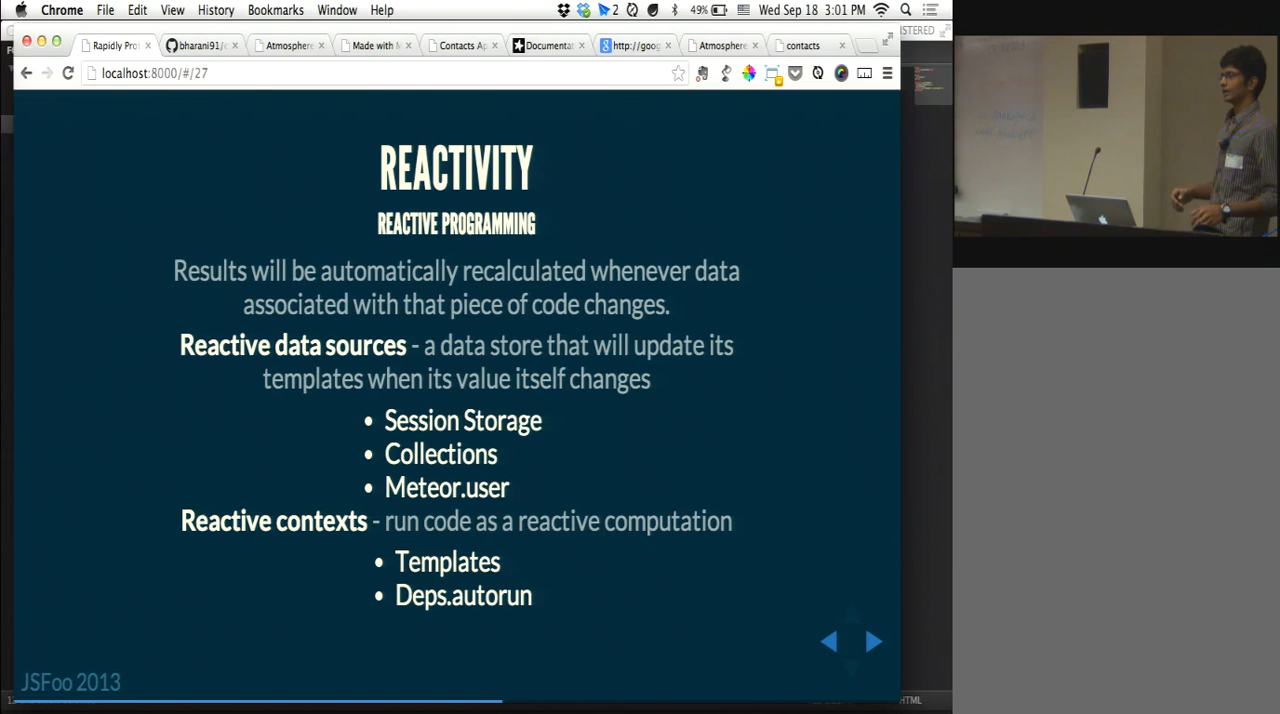 Chrome File Edit View History Bookmarks Window Help 2 49% Wed Sep 18 3:01 PM
Rapidly Pro bharani91/c Atmosphere Made with M Contacts Ap Documentat http://goog Atmosphere contacts
ISTERED
localhost:8000/#/27
REACTIVITY
REACTIVE PROGRAMMING
Results will be automatically recalculated whenever data
associated with that piece of code changes.
Reactive data sources - a data store that will update its
templates when its value itself changes
• Session Storage
• Collections
• Meteor.user
Reactive contexts - run code as a reactive computation
• Templates
• Deps.autorun
JSFoo 2013
HTML